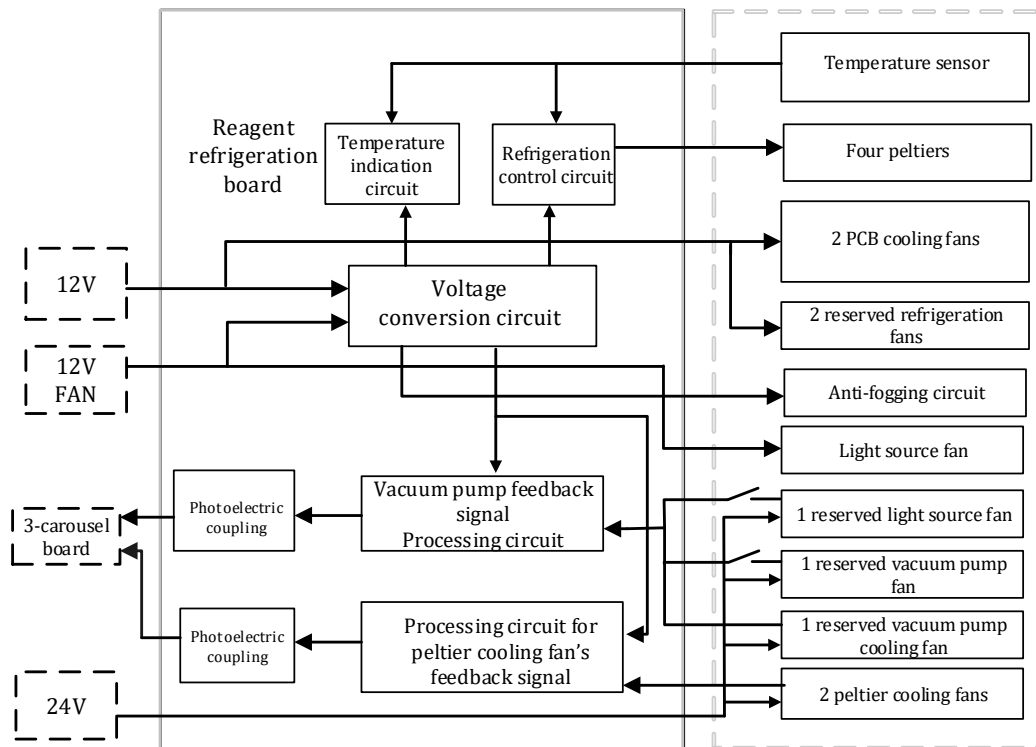 Temperature sensor
Reagent
refrigeration
board
Temperature
indication
circuit
Refrigeration
control circuit
Four peltiers
2 PCB cooling fans
12V
Voltage
conversion circuit
2 reserved refrigeration
fans
12V
FAN
Anti-fogging circuit
Light source fan
3-carousel
board
Photoelectric
coupling
Vacuum pump feedback
signal
Processing circuit
1 reserved light source fan
1 reserved vacuum pump
fan
Photoelectric
coupling
Processing circuit for
peltier cooling fan’s
feedback signal
1 reserved vacuum pump
cooling fan
24V
2 peltier cooling fans